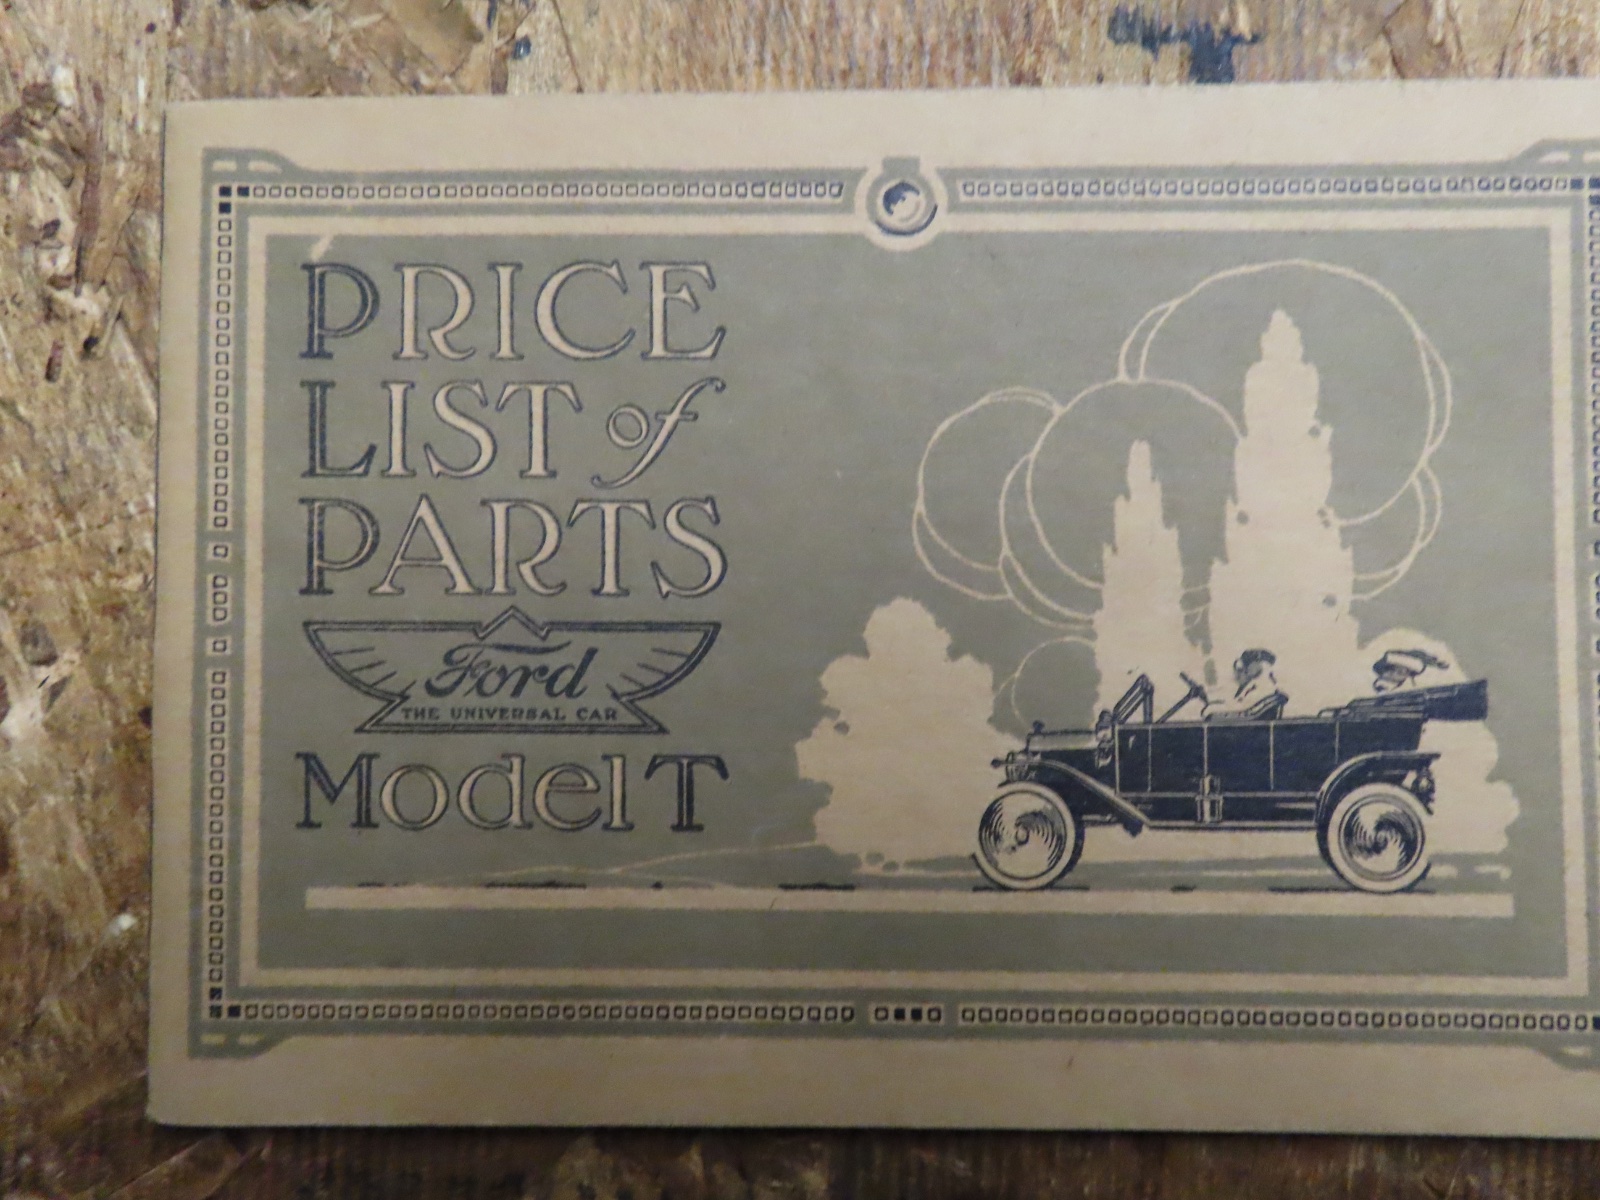 PRICE
LIST of
PARTS
Ford
THE UNIVERSAL CAR
Model T